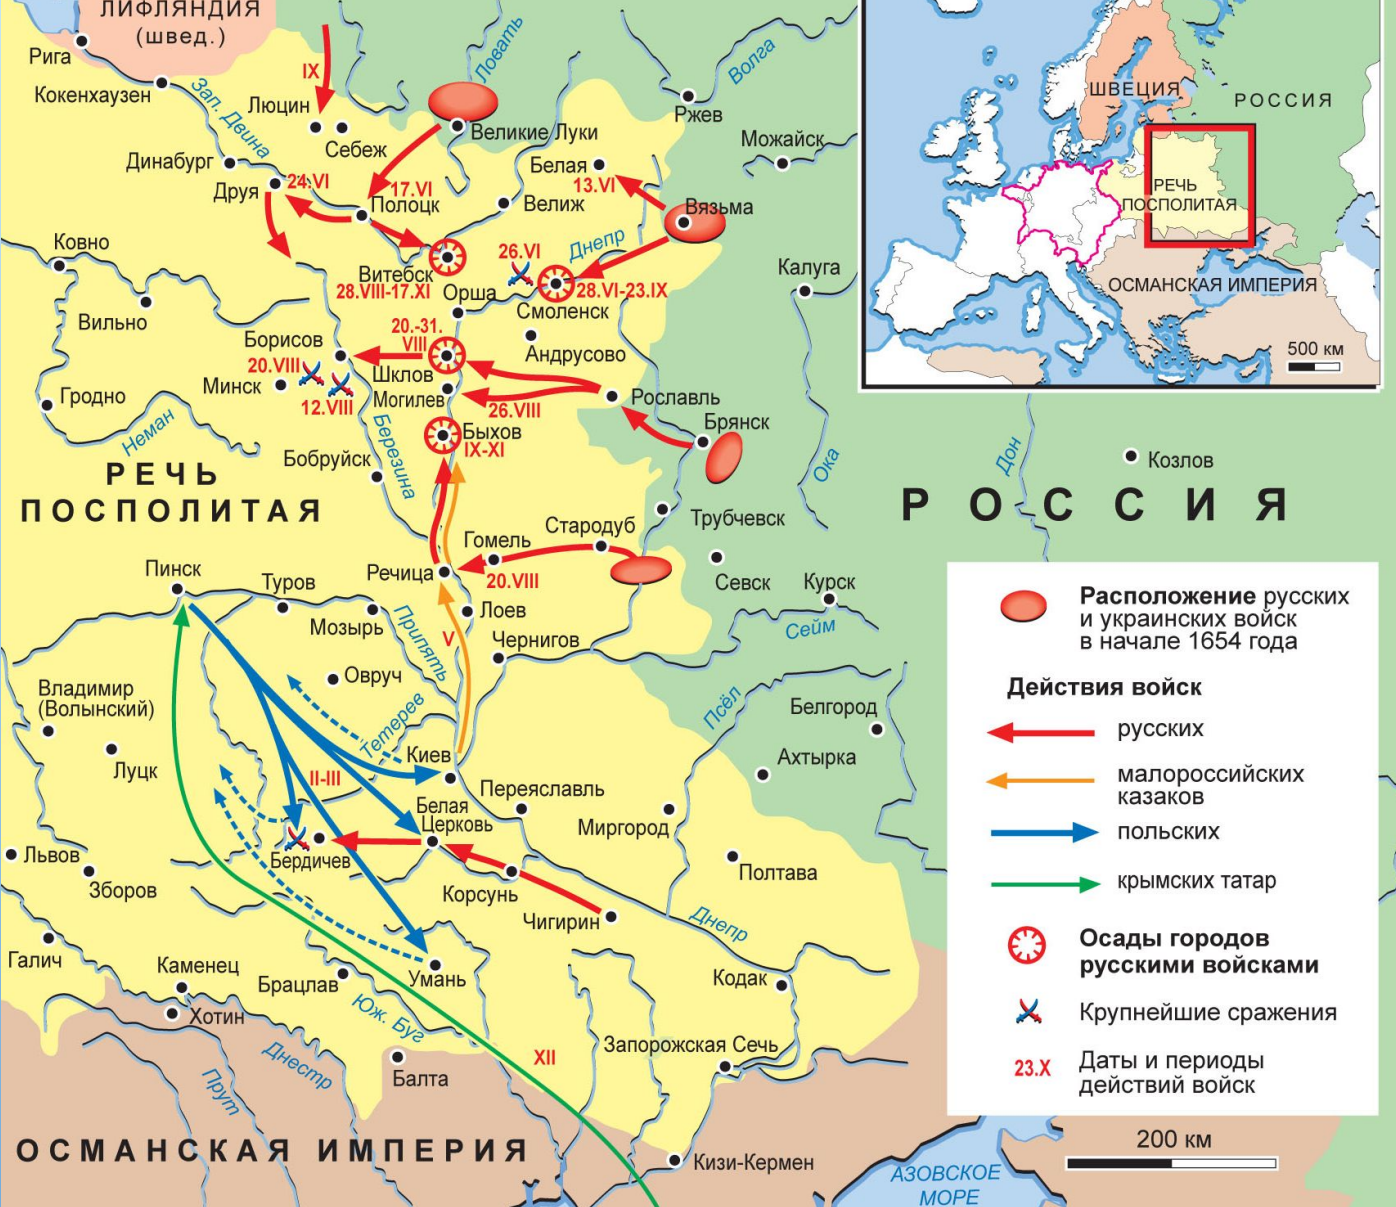 ЛИФЛЯНДИЯ
(швед.)
Рига
Кокенхаузен
IX
Люцин
Себеж
Зап. Двина
Ловать
Великие Луки
Волга
Ржев
Можайск
Динабург
Друя
24.VI
17.VI
Полоцк
Белая
13.VI
Велиж
Вязьма
Ковно
Вильно
Витебск
28.VIII-17.XI
26.VI
Днепр
28.VI-23.IX
Смоленск
Орша
Калуга
Борисов
20.VIII
Минск
12.VIII
20.-31.
VIII
Шклов
Могилев
26.VIII
Андрусово
Рославль
Брянск
Гродно
Неман
Березина
Быхов
IX-XI
Бобруйск
Ока
Дон
Козлов
РЕЧЬ
ПОСПОЛИТАЯ
РОССИЯ
Трубчевск
Стародуб
Гомель
20.VIII
Речица
Севск
Курск
Сейм
Пинск
Туров
Мозырь
Припять
Лоев
V
Чернигов
Овруч
Владимир
(Волынский)
Луцк
Тетерев
Киев
II-III
Псёл
Белгород
Ахтырка
Переяславль
Миргород
Белая
Церковь
Бердичев
Львов
Зборов
Корсунь
Чигирин
Полтава
Днепр
Галич
Каменец
Хотин
Брацлав
Умань
Юж. Буг
Кодак
Запорожская Сечь
Днестр
Прут
Балта
XII
ОСМАНСКАЯ ИМПЕРИЯ
Кизи-Кермен
АЗОВСКОЕ
МОРЕ
ШВЕЦИЯ
РОССИЯ
РЕЧЬ
ПОСПОЛИТАЯ
ОСМАНСКАЯ ИМПЕРИЯ
500 км
Расположение русских
и украинских войск
в начале 1654 года
Действия войск
русских
малороссийских
казаков
польских
крымских татар
Осады городов
русскими войсками
Крупнейшие сражения
23.X
Даты и периоды
действий войск
200 км